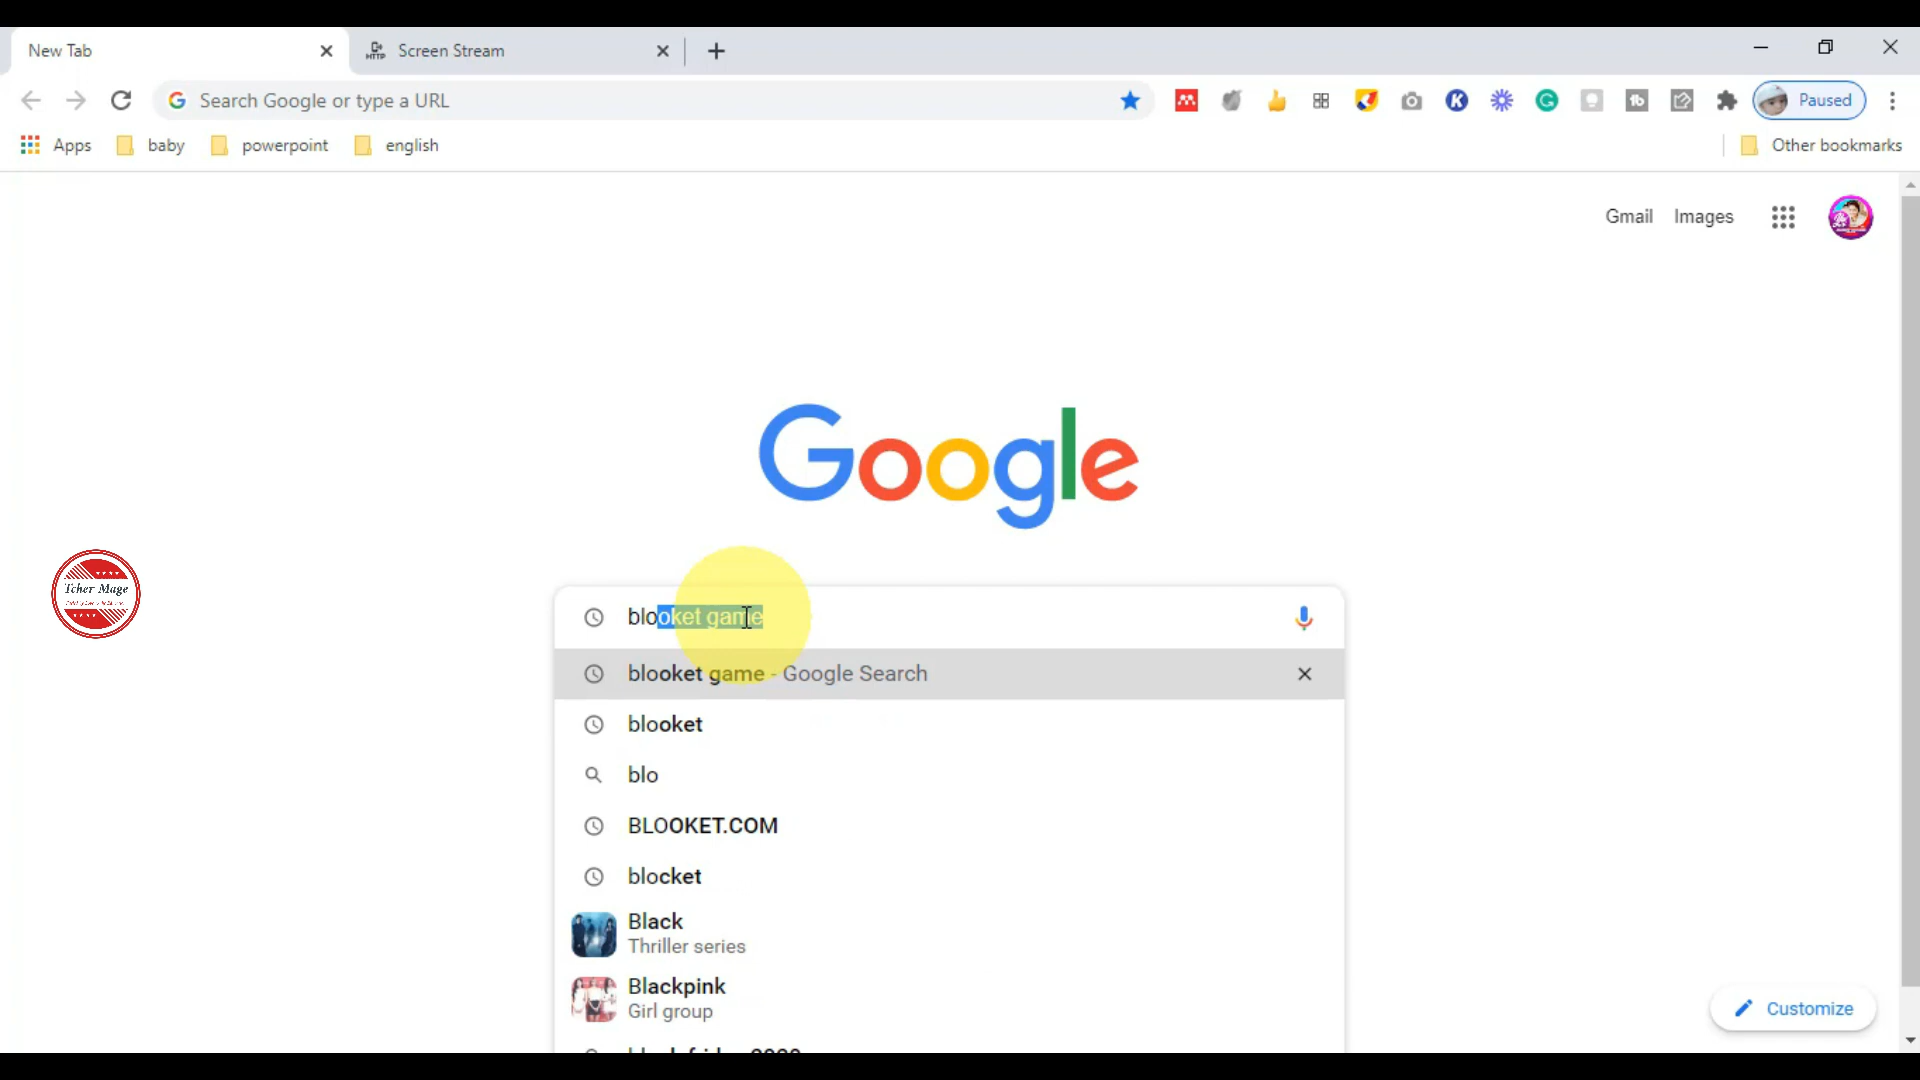 New Tab
Screen Stream
Search Google or type a URL
Paused
Apps
baby
powerpoint
english
Other bookmarks
Gmail
Images
Google
Tcher Mage
blooket game
blooket game - Google Search
blooket
blo
BLOOKET.COM
blocket
Black
Thriller series
Blackpink
Girl group
Customize